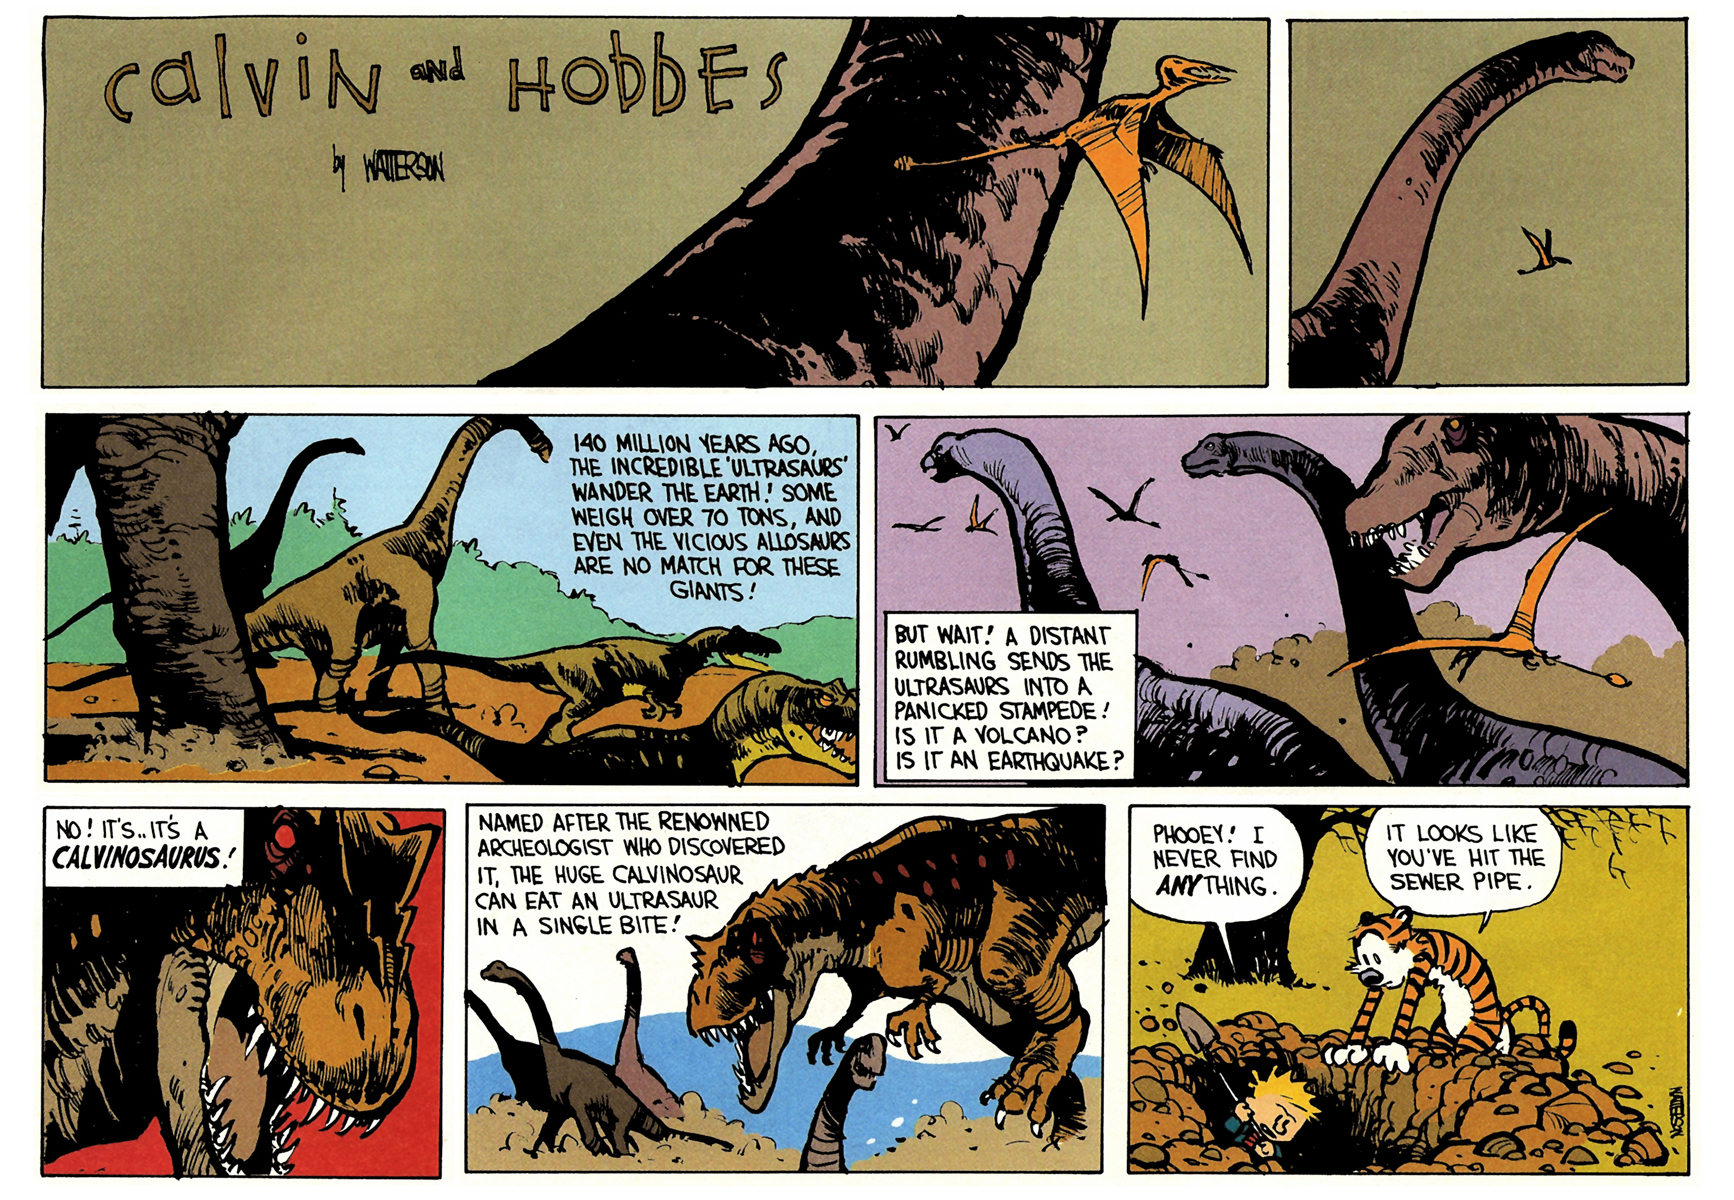 CALVIN and HOBBES
by WATTERSON
140 MILLION YEARS AGO,
THE INCREDIBLE 'ULTRASAURS'
WANDER THE EARTH! SOME
WEIGH OVER 70 TONS, AND
EVEN THE VICIOUS ALLOSAURS
ARE NO MATCH FOR THESE
GIANTS!
BUT WAIT! A DISTANT
RUMBLING SENDS THE
ULTRASAURS INTO A
PANICKED STAMPEDE!
IS IT A VOLCANO?
IS IT AN EARTHQUAKE?
NO! IT'S.. IT'S A
CALVINOSAURUS!
NAMED AFTER THE RENOWNED
ARCHEOLOGIST WHO DISCOVERED
IT, THE HUGE CALVINOSAUR
CAN EAT AN ULTRASAUR
IN A SINGLE BITE!
PHOOEY! I
NEVER FIND
ANYTHING.
IT LOOKS LIKE
YOU'VE HIT THE
SEWER PIPE.
WATTERSON